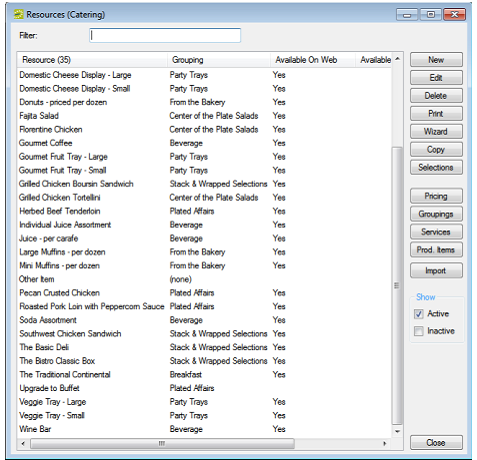 Resources (Catering)
Filter:
Resource (35) Grouping Available On Web Available
Domestic Cheese Display - Large Party Trays Yes
Domestic Cheese Display - Small Party Trays Yes
Donuts - priced per dozen From the Bakery Yes
Fajita Salad Center of the Plate Salads Yes
Florentine Chicken Center of the Plate Salads Yes
Gourmet Coffee Beverage Yes
Gourmet Fruit Tray - Large Party Trays Yes
Gourmet Fruit Tray - Small Party Trays Yes
Grilled Chicken Boursin Sandwich Stack & Wrapped Selections Yes
Grilled Chicken Tortellini Center of the Plate Salads Yes
Herbed Beef Tenderloin Plated Affairs Yes
Individual Juice Assortment Beverage Yes
Juice - per carafe Beverage Yes
Large Muffins - per dozen From the Bakery Yes
Mini Muffins - per dozen From the Bakery Yes
Other Item (none)
Pecan Crusted Chicken Plated Affairs Yes
Roasted Pork Loin with Peppercorn Sauce Plated Affairs Yes
Soda Assortment Beverage Yes
Southwest Chicken Sandwich Stack & Wrapped Selections Yes
The Basic Deli Stack & Wrapped Selections Yes
The Bistro Classic Box Stack & Wrapped Selections Yes
The Traditional Continental Breakfast Yes
Upgrade to Buffet Plated Affairs
Veggie Tray - Large Party Trays Yes
Veggie Tray - Small Party Trays Yes
Wine Bar Beverage Yes
New
Edit
Delete
Print
Wizard
Copy
Selections
Pricing
Groupings
Services
Prod. Items
Import
Show
Active
Inactive
Close